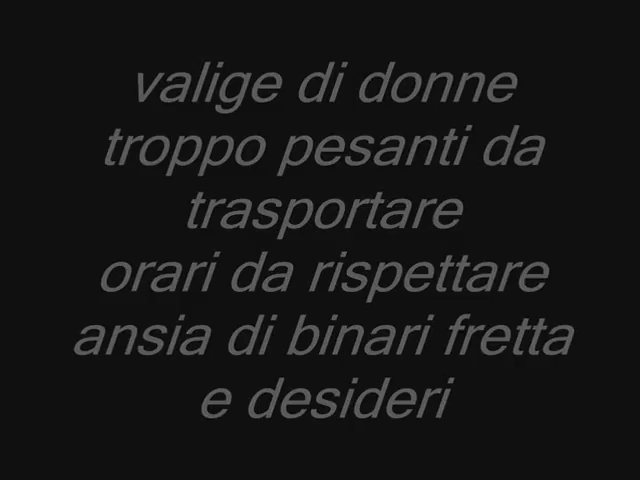 valige di donne
troppo pesanti da
trasportare
orari da rispettare
ansia di binari fretta
e desideri